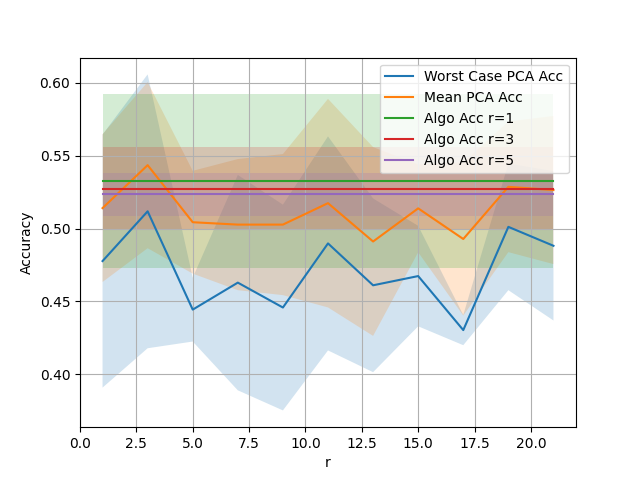 Worst Case PCA Acc
Mean PCA Acc
Algo Acc r=1
Algo Acc r=3
Algo Acc r=5
0.60
0.55
0.50
0.45
0.40
Accuracy
0.0 2.5 5.0 7.5 10.0 12.5 15.0 17.5 20.0
r